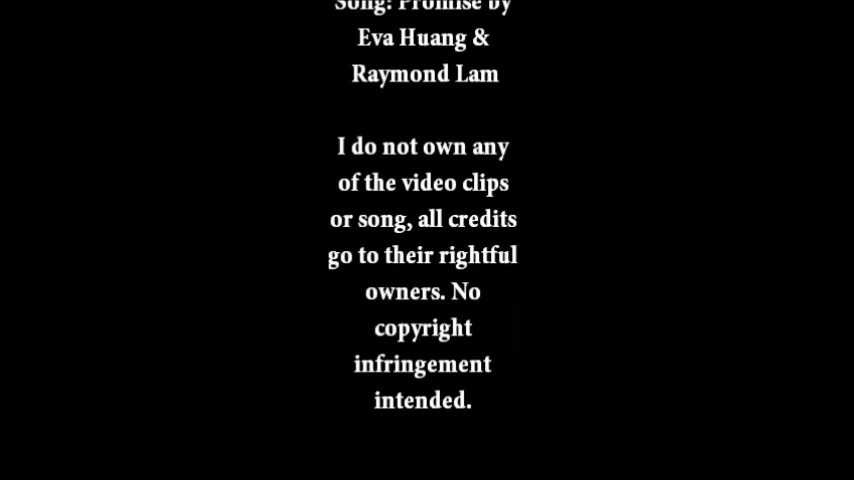 Song: Promise by
Eva Huang &
Raymond Lam
I do not own any
of the video clips
or song, all credits
go to their rightful
owners. No
copyright
infringement
intended.